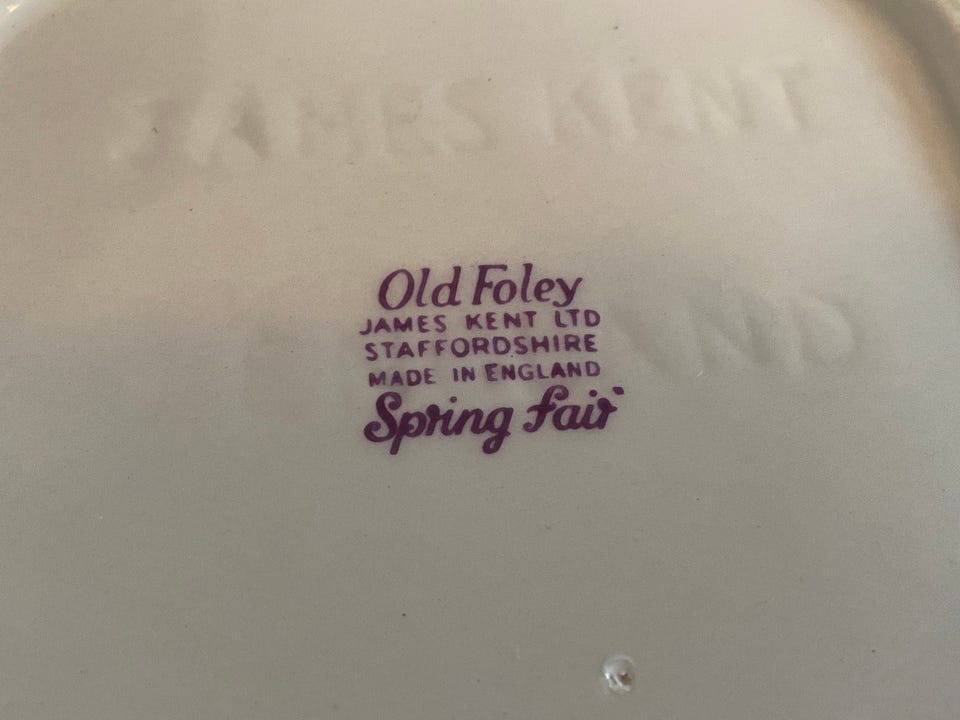 JAMES KENT
Old Foley
JAMES KENT LTD
STAFFORDSHIRE
MADE IN ENGLAND
Spring fair